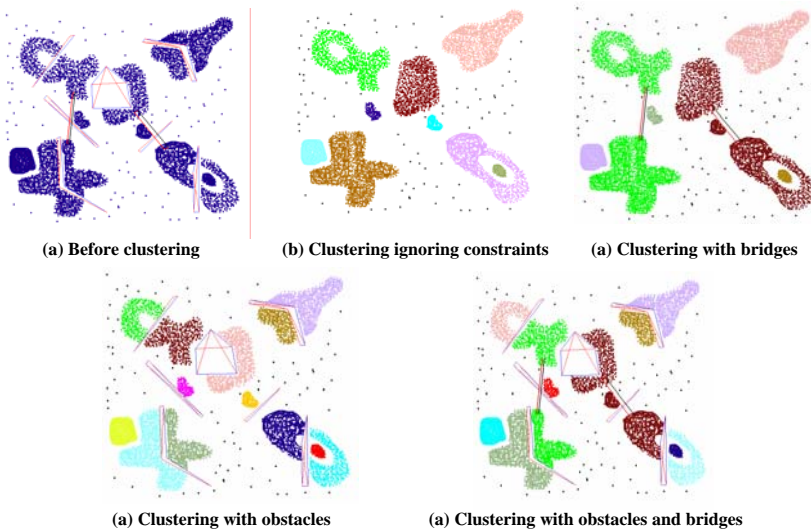 (a) Before clustering
(b) Clustering ignoring constraints
(a) Clustering with bridges
(a) Clustering with obstacles
(a) Clustering with obstacles and bridges